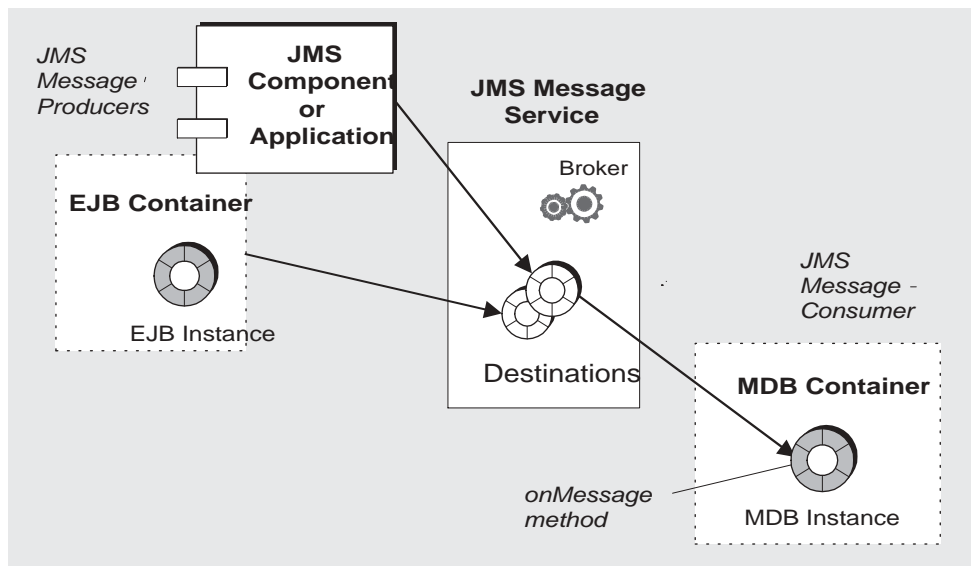 JMS
Message
Producers
JMS
Component
or
Application
JMS Message
Service
Broker
EJB Container
EJB Instance
Destinations
JMS
Message -
Consumer
MDB Container
onMessage
method
MDB Instance